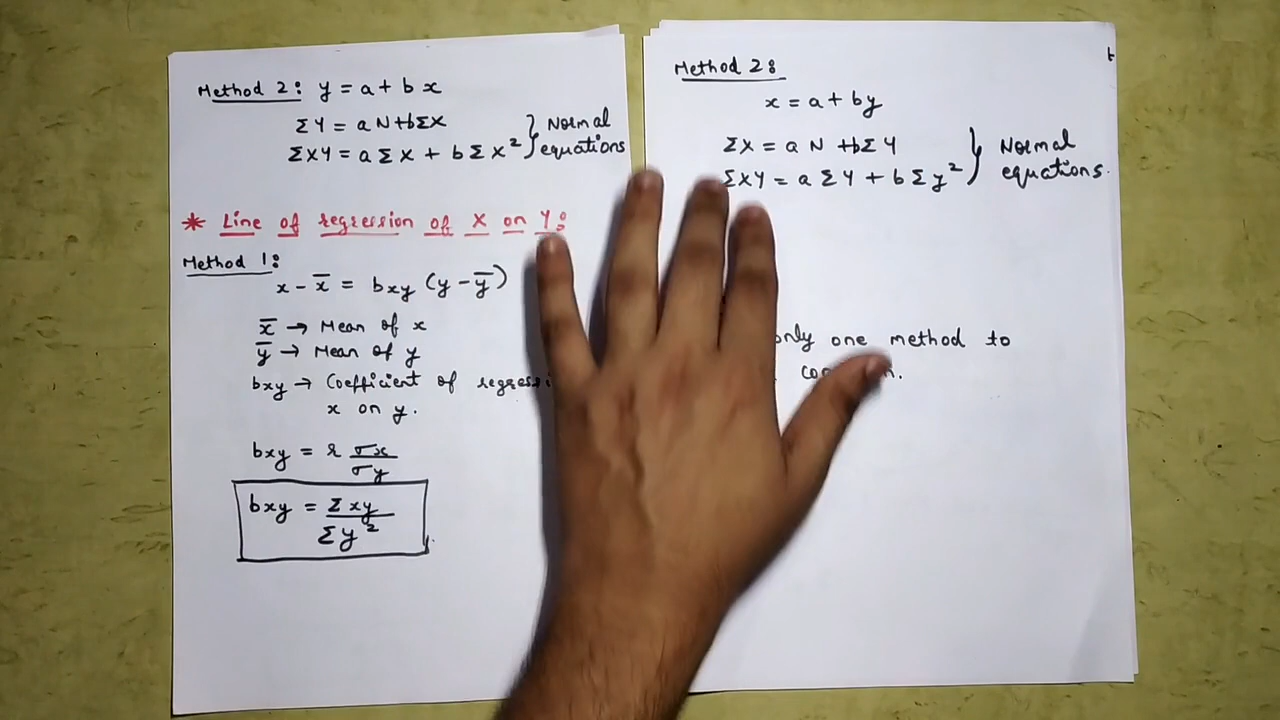 Method 2: y = a + b x
ΣY = a N + bΣX
ΣXY = a Σ X + b Σ X² } Normal equations
* Line of regression of X on Y:
Method 1:
x - x̄ = bxy (y - ȳ)
x̄ → Mean of x
ȳ → Mean of y
bxy → Coefficient of
x on y.
bxy = r σx / σy
bxy = Σxy / Σy²
Method 2:
x = a + by
ΣX = a N + bΣ Y
ΣXY = a Σ Y + b Σ y² } Normal equations.
only one method to